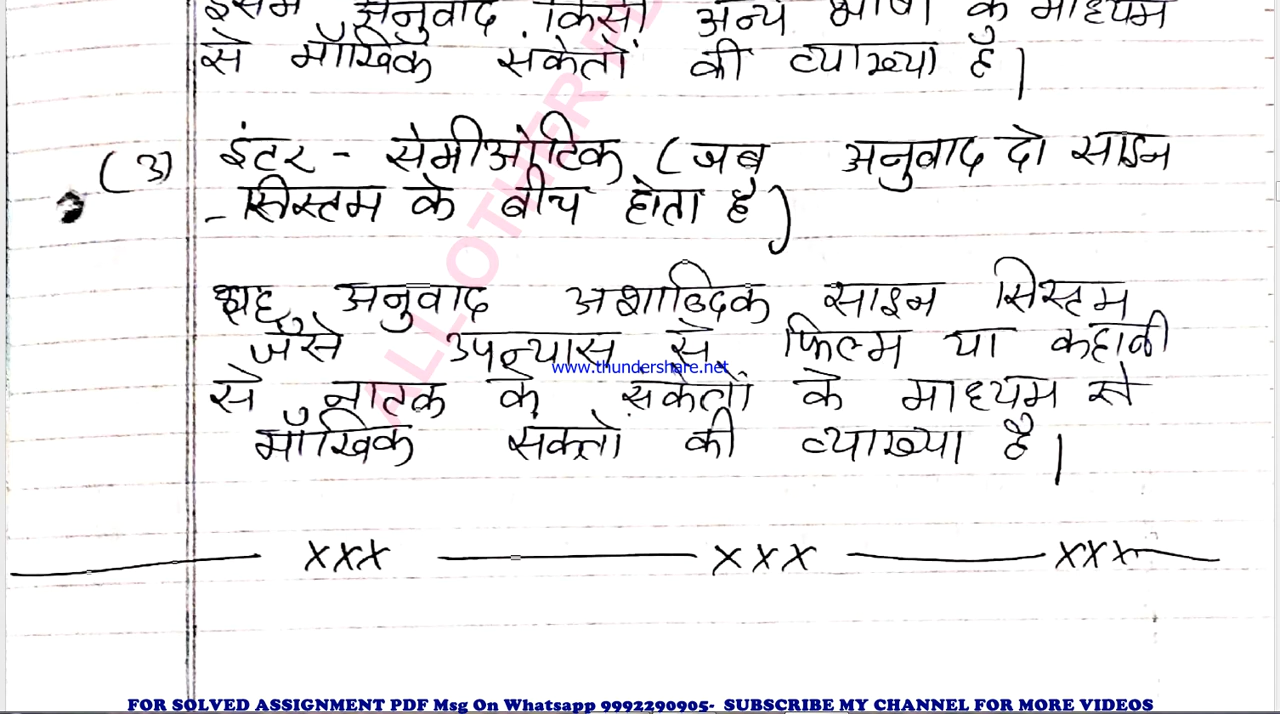 इसमें अनुवाद किसी अन्य भाषा के माध्यम
से मौखिक संकेतों की व्याख्या है।
(3) इंटर - सेमीओटिक (जब अनुवाद दो साइन
- सिस्टम के बीच होता है)
यह अनुवाद अशाब्दिक साइन सिस्टम
जैसे उपन्यास से फिल्म या कहानी
www.thundershare.net
से नाटक के संकेतों के माध्यम से
मौखिक संकेतों की व्याख्या है।
xxx xxx xxx
FOR SOLVED ASSIGNMENT PDF Msg On Whatsapp 9992290905- SUBSCRIBE MY CHANNEL FOR MORE VIDEOS